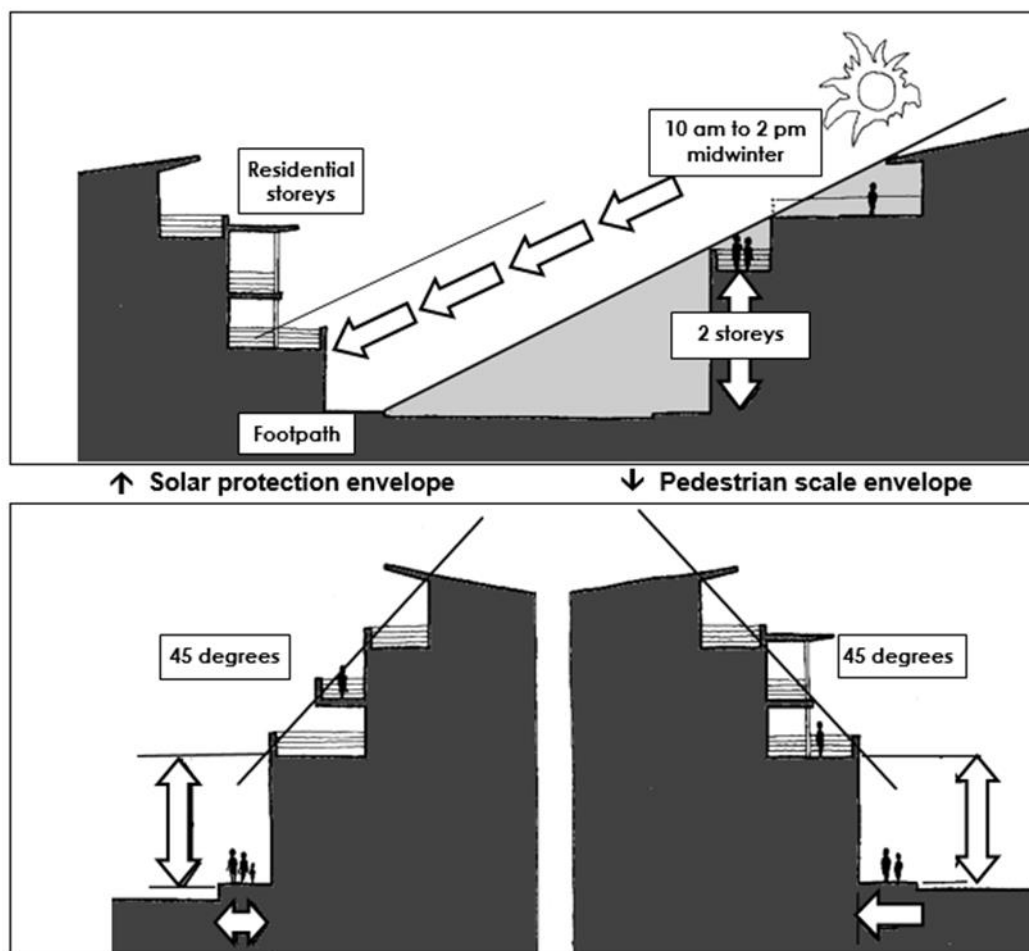 10 am to 2 pm
midwinter
Residential
storeys
2 storeys
Footpath
↑ Solar protection envelope
↓ Pedestrian scale envelope
45 degrees
45 degrees